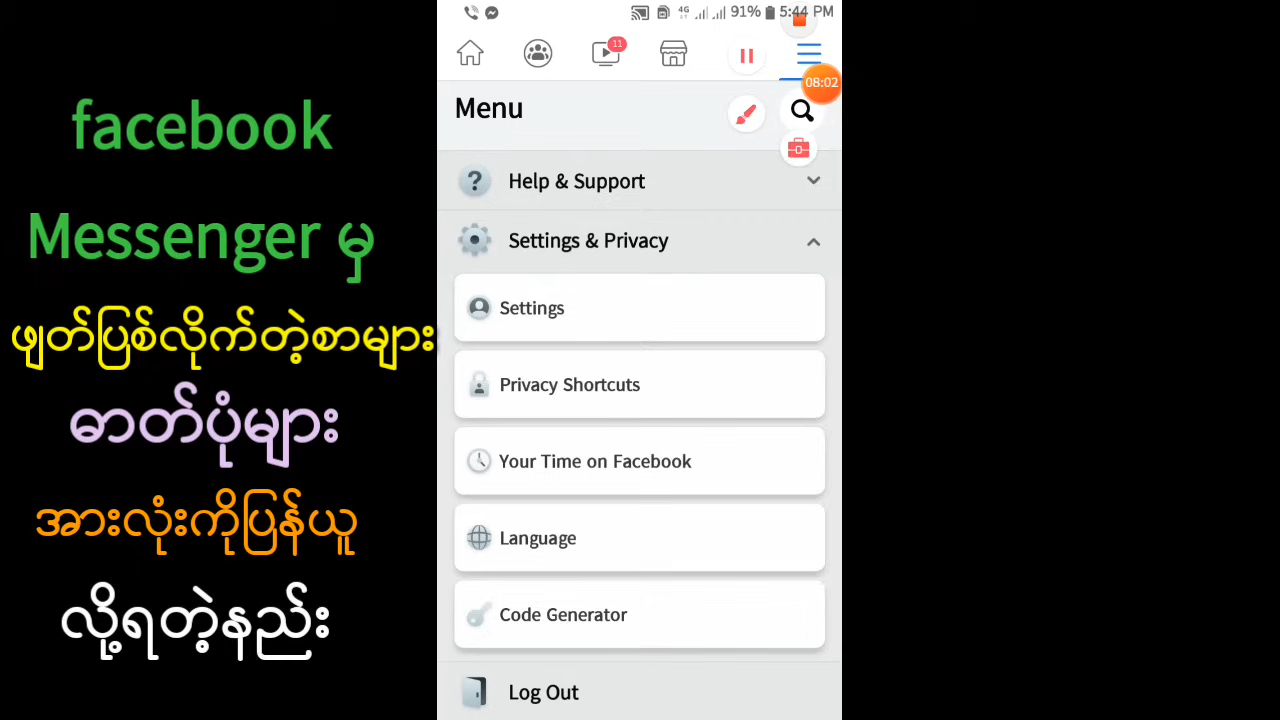 facebook
Messenger မှ
ဖျတ်ပြစ်လိုက်တဲ့စာများ
ဓာတ်ပုံများ
အားလုံးကိုပြန်ယူ
လို့ရတဲ့နည်း
4G 91% 5:44 PM
11
08:02
Menu
Help & Support
Settings & Privacy
Settings
Privacy Shortcuts
Your Time on Facebook
Language
Code Generator
Log Out